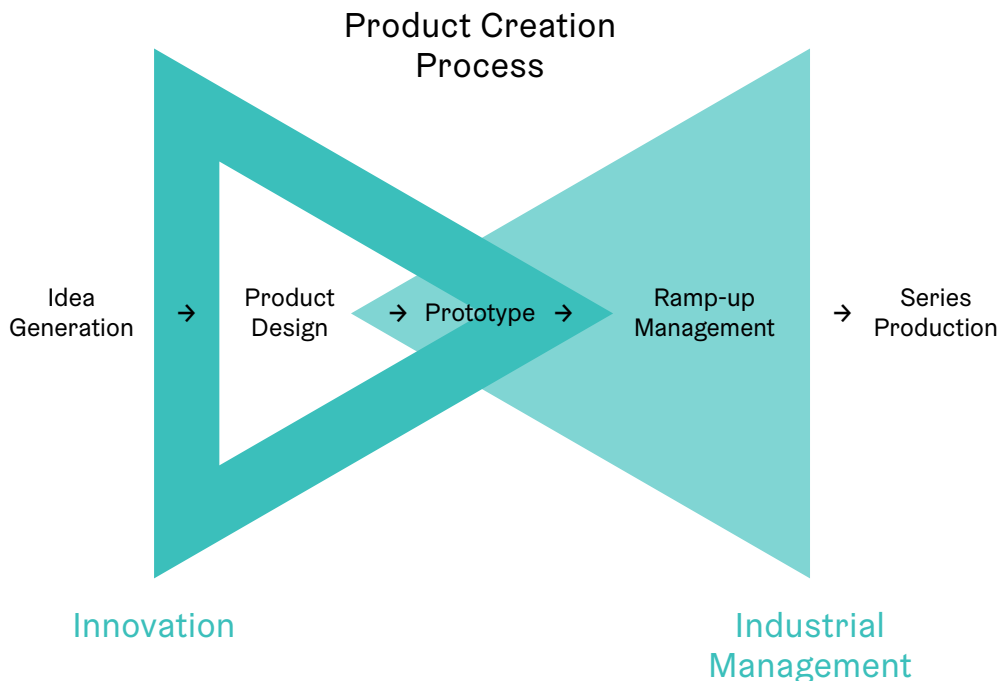 Product Creation
Process
Idea
Generation
→
Product
Design
→
Prototype
→
Ramp-up
Management
→
Series
Production
Innovation
Industrial
Management